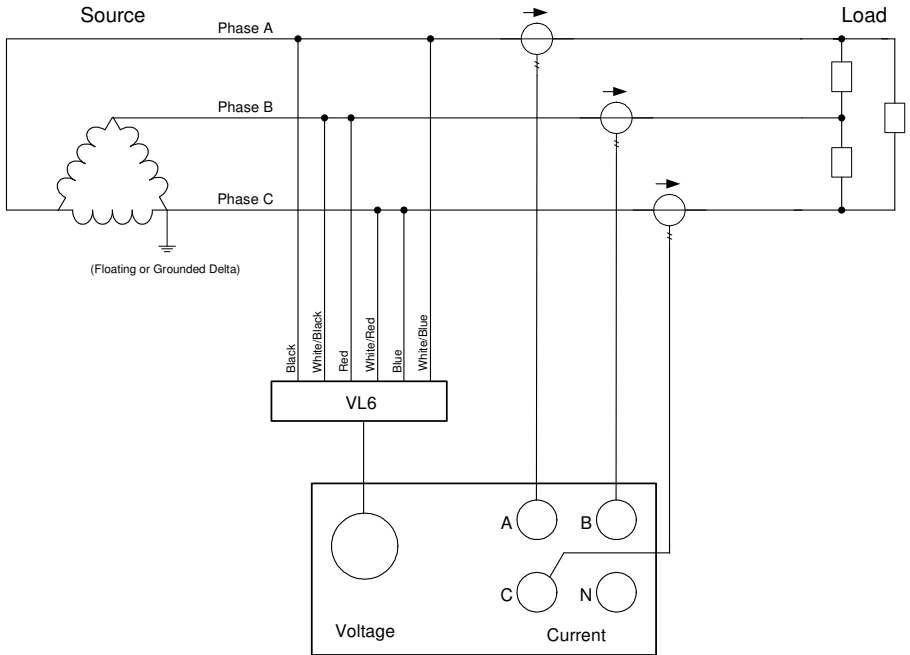 Source
Load
Phase A
Phase B
Phase C
(Floating or Grounded Delta)
Black
White/Black
Red
White/Red
Blue
White/Blue
VL6
A
B
C
N
Voltage
Current